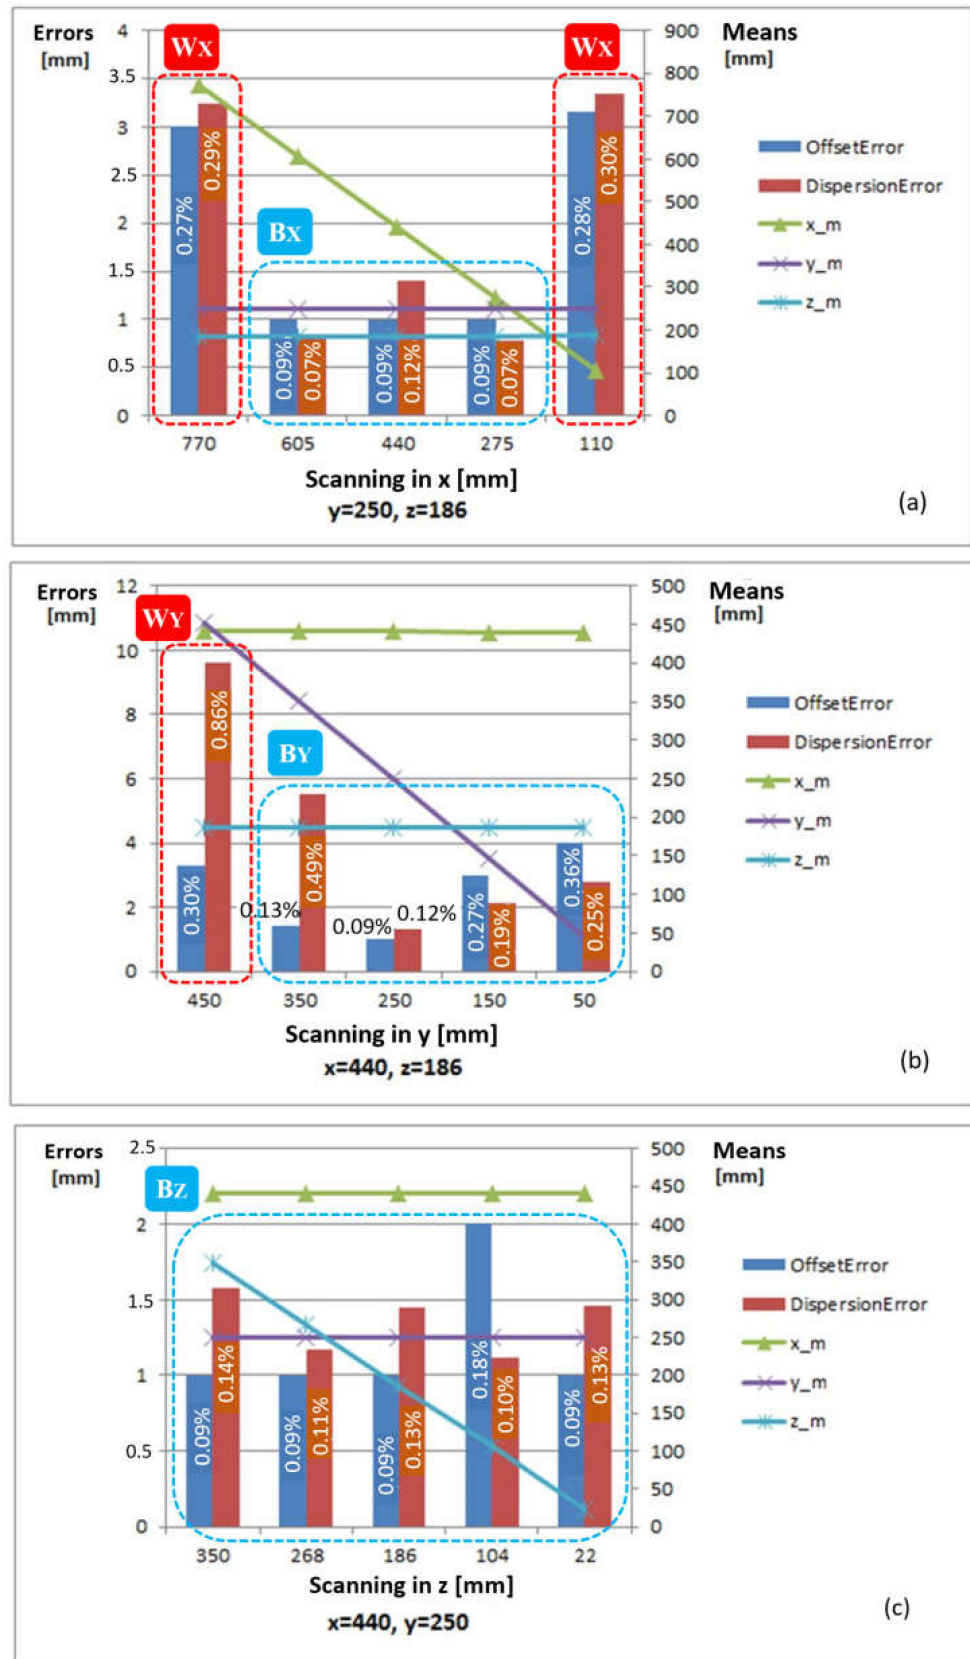 Errors
[mm]
4
3.5
3
2.5
2
1.5
1
0.5
0
WX
WX
BX
0.27%
0.29%
0.09%
0.07%
0.09%
0.12%
0.09%
0.07%
0.28%
0.30%
900
800
700
600
500
400
300
200
100
0
Means
[mm]
OffsetError
DispersionError
x_m
y_m
z_m
770 605 440 275 110
Scanning in x [mm]
y=250, z=186
(a)
Errors
[mm]
12
10
8
6
4
2
0
WY
BY
0.30%
0.86%
0.13%
0.49%
0.09%
0.12%
0.27%
0.19%
0.36%
0.25%
500
450
400
350
300
250
200
150
100
50
0
Means
[mm]
OffsetError
DispersionError
x_m
y_m
z_m
450 350 250 150 50
Scanning in y [mm]
x=440, z=186
(b)
Errors
[mm]
2.5
2
1.5
1
0.5
0
BZ
0.09%
0.14%
0.09%
0.11%
0.09%
0.13%
0.18%
0.10%
0.09%
0.13%
500
450
400
350
300
250
200
150
100
50
0
Means
[mm]
OffsetError
DispersionError
x_m
y_m
z_m
350 268 186 104 22
Scanning in z [mm]
x=440, y=250
(c)